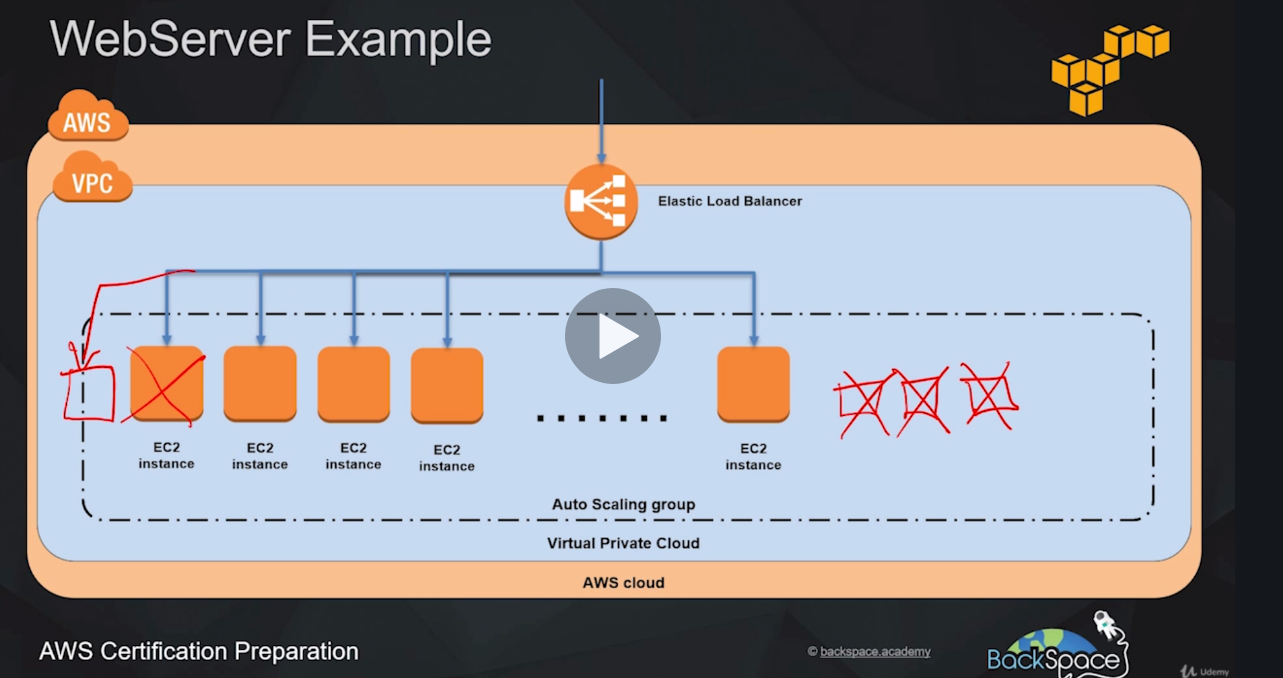 WebServer Example
AWS
VPC
Elastic Load Balancer
EC2
instance
EC2
instance
EC2
instance
EC2
instance
EC2
instance
Auto Scaling group
Virtual Private Cloud
AWS cloud
AWS Certification Preparation
© backspace.academy
BackSpace
Udemy